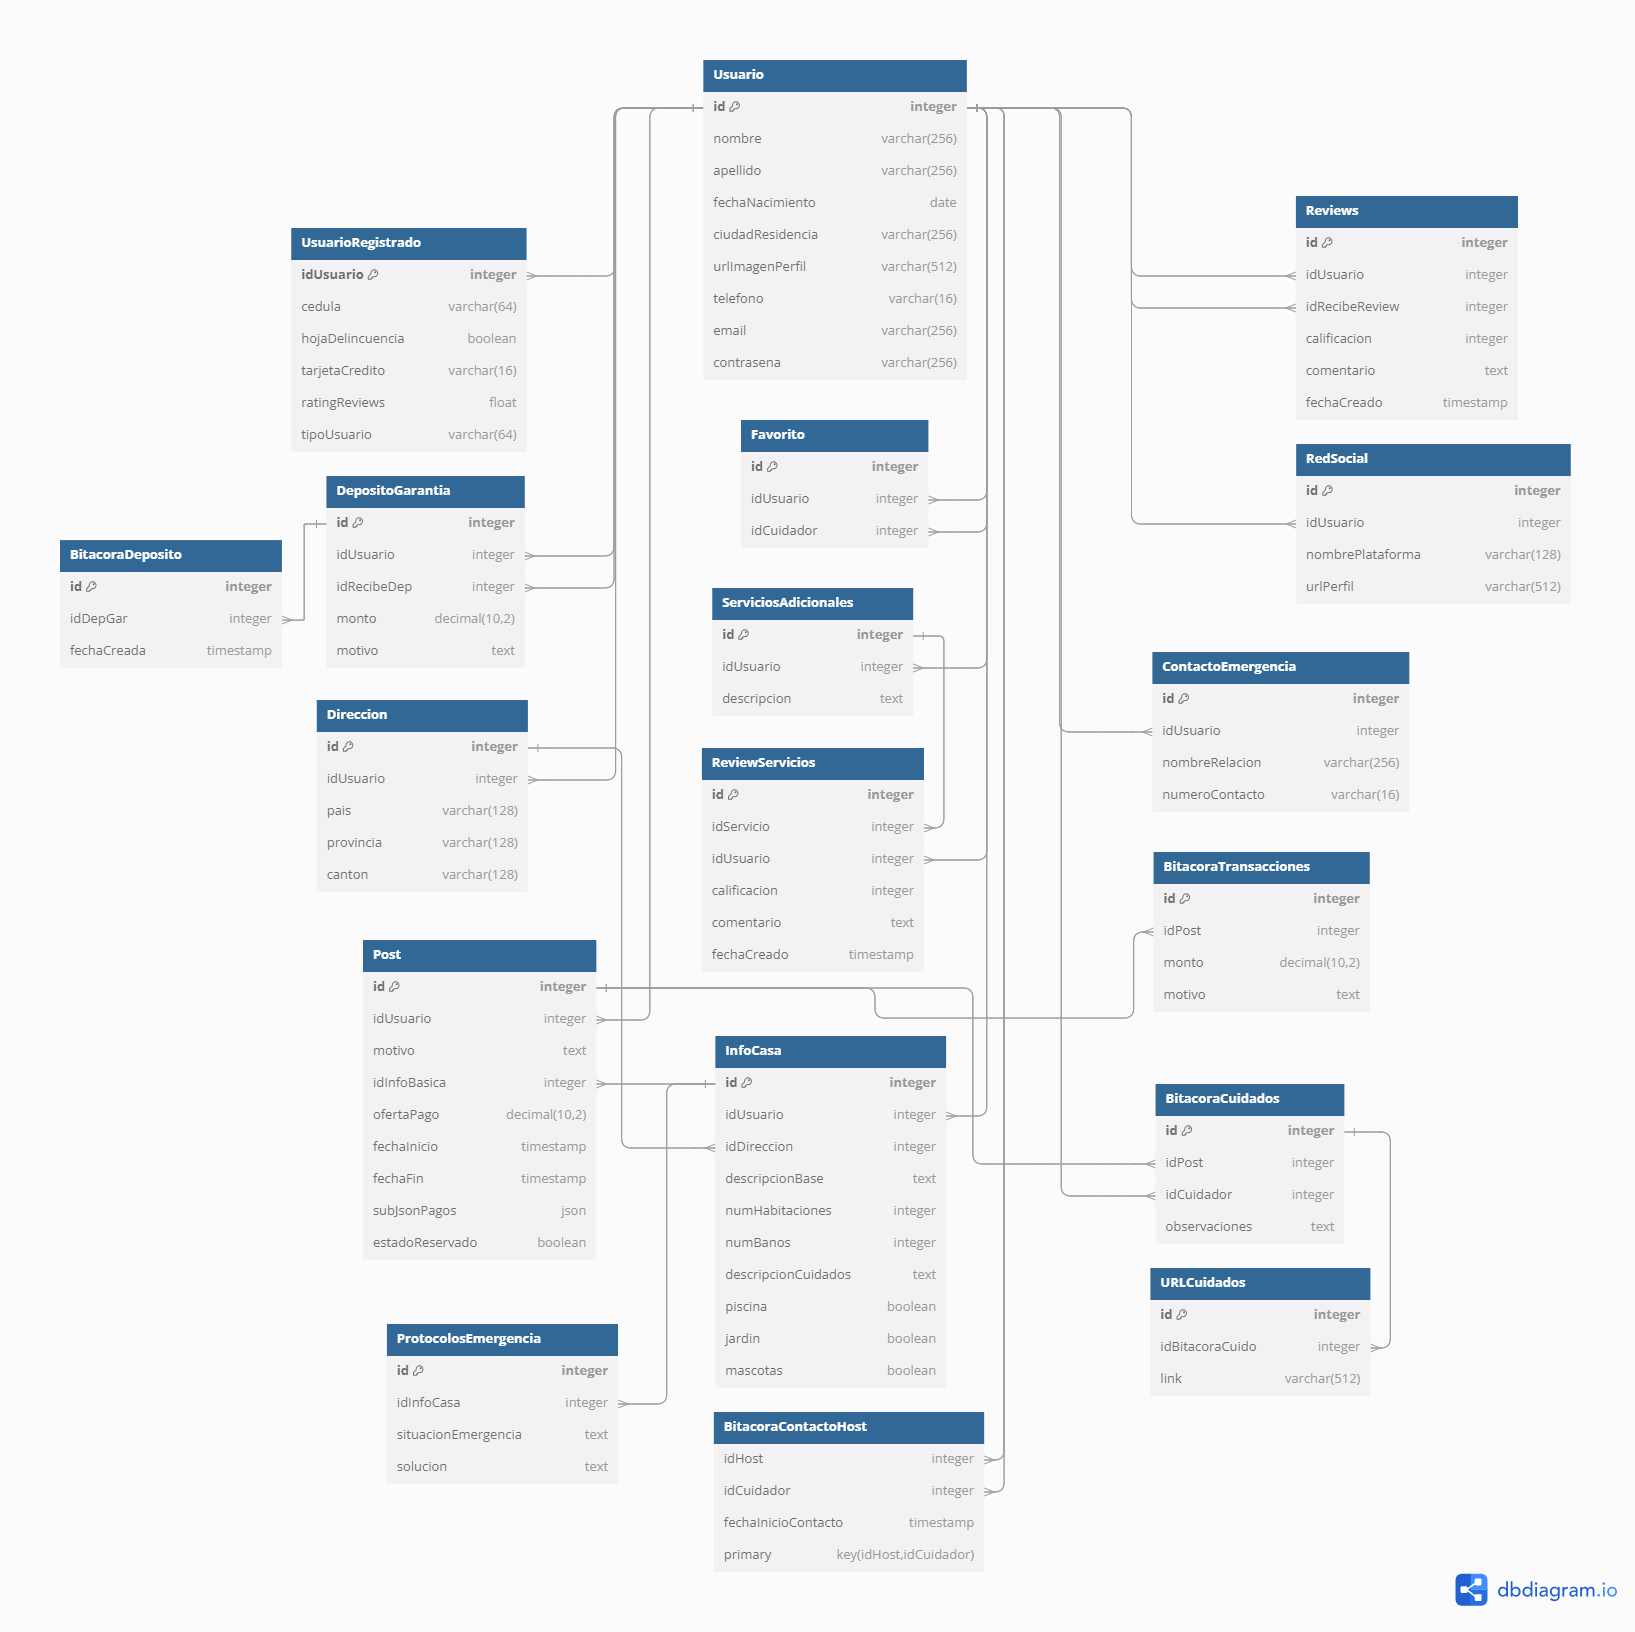 Usuario
id integer
nombre varchar(256)
apellido varchar(256)
fechaNacimiento date
ciudadResidencia varchar(256)
urlImagenPerfil varchar(512)
telefono varchar(16)
email varchar(256)
contrasena varchar(256)
UsuarioRegistrado
idUsuario integer
cedula varchar(64)
hojaDelincuencia boolean
tarjetaCredito varchar(16)
ratingReviews float
tipoUsuario varchar(64)
Reviews
id integer
idUsuario integer
idRecibeReview integer
calificacion integer
comentario text
fechaCreado timestamp
Favorito
id integer
idUsuario integer
idCuidador integer
RedSocial
id integer
idUsuario integer
nombrePlataforma varchar(128)
urlPerfil varchar(512)
DepositoGarantia
id integer
idUsuario integer
idRecibeDep integer
monto decimal(10,2)
motivo text
BitacoraDeposito
id integer
idDepGar integer
fechaCreada timestamp
ServiciosAdicionales
id integer
idUsuario integer
descripcion text
ContactoEmergencia
id integer
idUsuario integer
nombreRelacion varchar(256)
numeroContacto varchar(16)
Direccion
id integer
idUsuario integer
pais varchar(128)
provincia varchar(128)
canton varchar(128)
ReviewServicios
id integer
idServicio integer
idUsuario integer
calificacion integer
comentario text
fechaCreado timestamp
BitacoraTransacciones
id integer
idPost integer
monto decimal(10,2)
motivo text
Post
id integer
idUsuario integer
motivo text
idInfoBasica integer
ofertaPago decimal(10,2)
fechaInicio timestamp
fechaFin timestamp
subJsonPagos json
estadoReservado boolean
InfoCasa
id integer
idUsuario integer
idDireccion integer
descripcionBase text
numHabitaciones integer
numBanos integer
descripcionCuidados text
piscina boolean
jardin boolean
mascotas boolean
BitacoraCuidados
id integer
idPost integer
idCuidador integer
observaciones text
URLCuidados
id integer
idBitacoraCuido integer
link varchar(512)
ProtocolosEmergencia
id integer
idInfoCasa integer
situacionEmergencia text
solucion text
BitacoraContactoHost
idHost integer
idCuidador integer
fechaInicioContacto timestamp
primary key(idHost,idCuidador)
dbdiagram.io